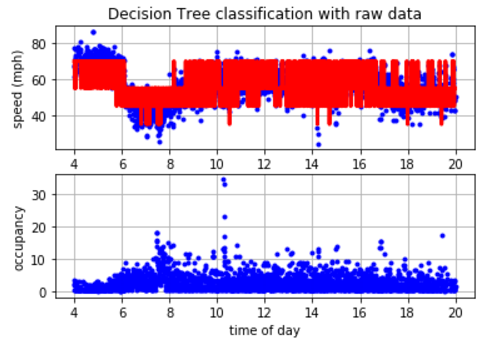 Decision Tree classification with raw data
speed (mph)
80
60
40
4 6 8 10 12 14 16 18 20
occupancy
30
20
10
0
4 6 8 10 12 14 16 18 20
time of day